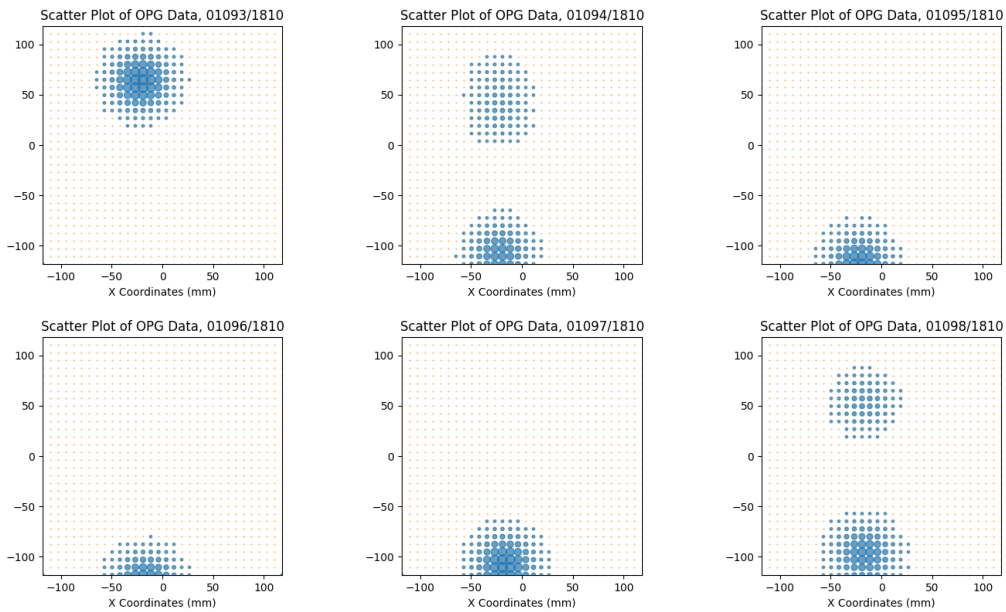 Scatter Plot of OPG Data, 01093/1810
100
50
0
−50
−100
−100 −50 0 50 100
X Coordinates (mm)
Scatter Plot of OPG Data, 01094/1810
100
50
0
−50
−100
−100 −50 0 50 100
X Coordinates (mm)
Scatter Plot of OPG Data, 01095/1810
100
50
0
−50
−100
−100 −50 0 50 100
X Coordinates (mm)
Scatter Plot of OPG Data, 01096/1810
100
50
0
−50
−100
−100 −50 0 50 100
X Coordinates (mm)
Scatter Plot of OPG Data, 01097/1810
100
50
0
−50
−100
−100 −50 0 50 100
X Coordinates (mm)
Scatter Plot of OPG Data, 01098/1810
100
50
0
−50
−100
−100 −50 0 50 100
X Coordinates (mm)